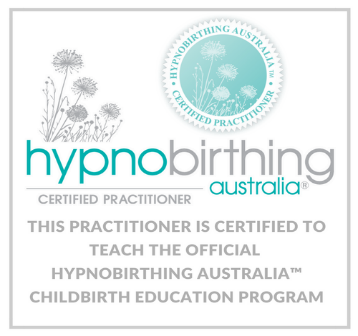 HYPNOBIRTHING AUSTRALIA™
CERTIFIED PRACTITIONER
hypnobirthing
australia®
CERTIFIED PRACTITIONER
THIS PRACTITIONER IS CERTIFIED TO
TEACH THE OFFICIAL
HYPNOBIRTHING AUSTRALIA™
CHILDBIRTH EDUCATION PROGRAM